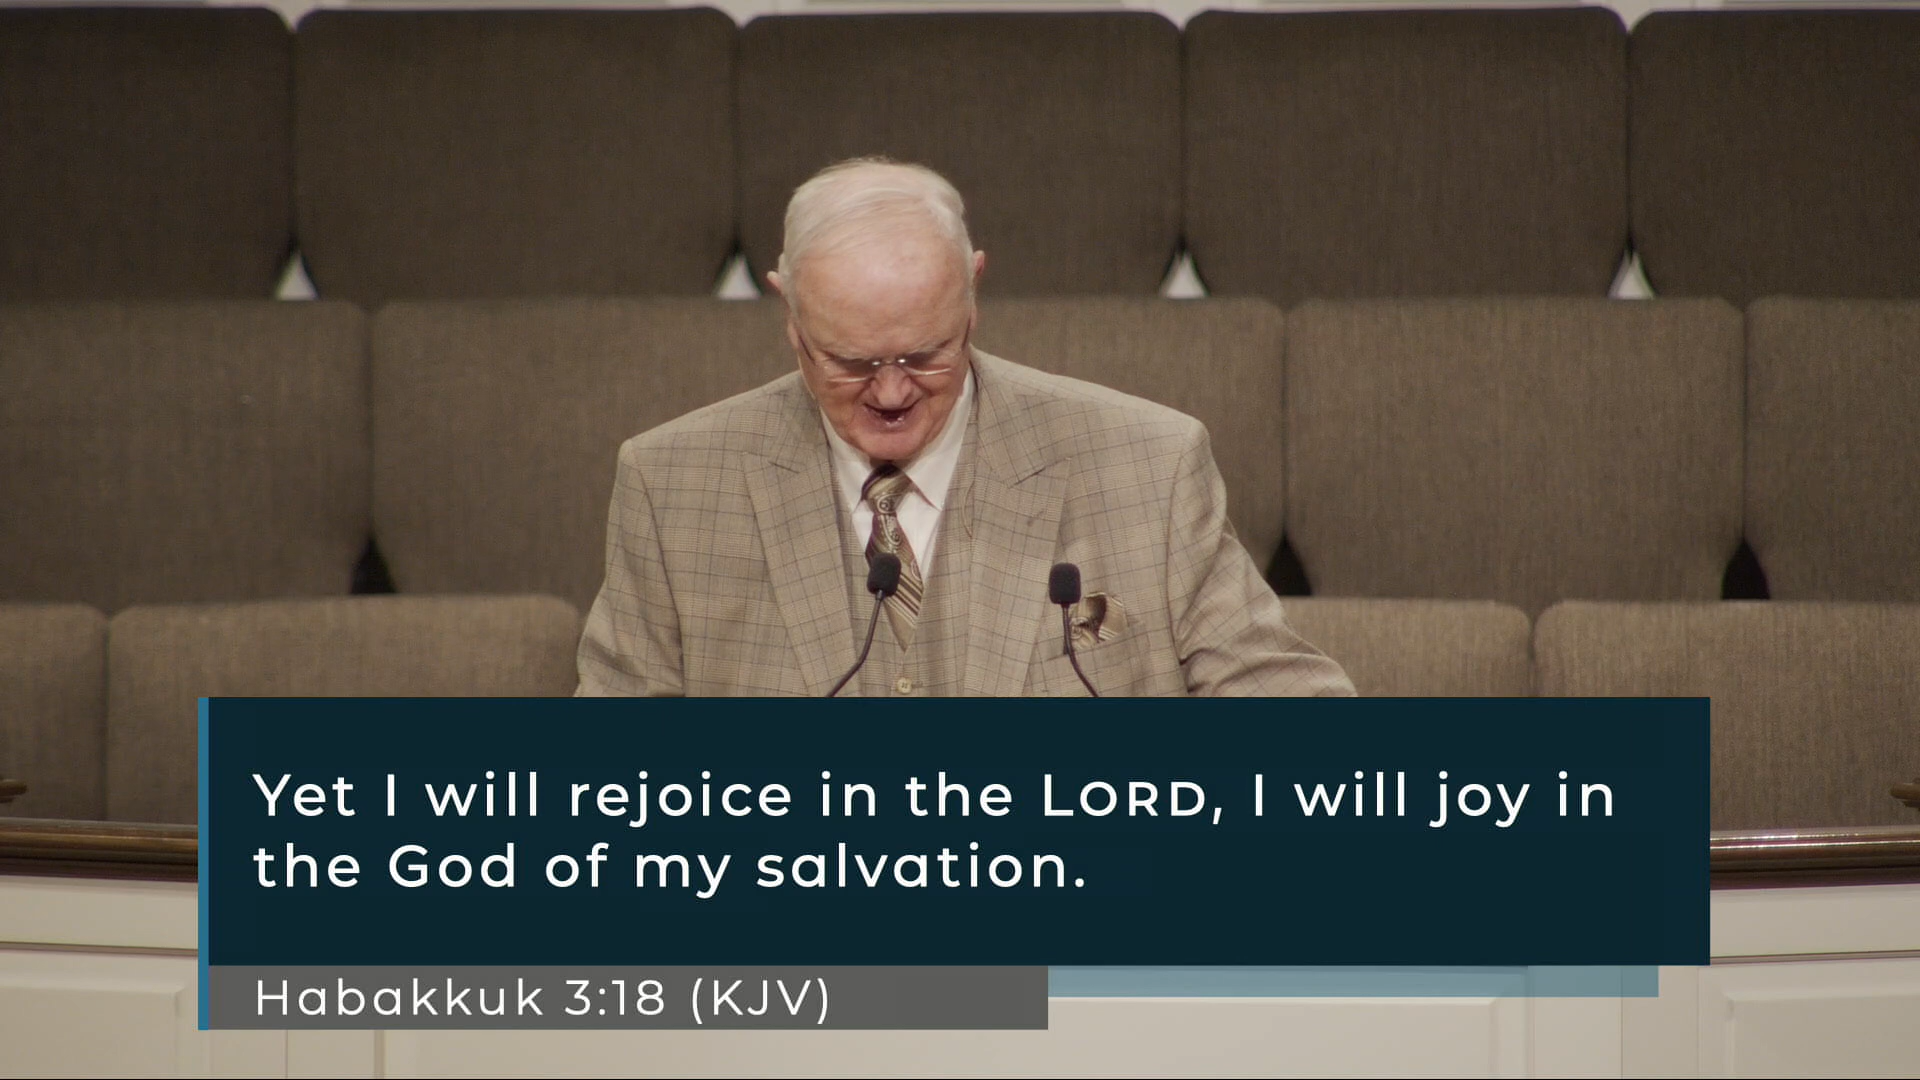 Yet I will rejoice in the LORD, I will joy in
the God of my salvation.
Habakkuk 3:18 (KJV)